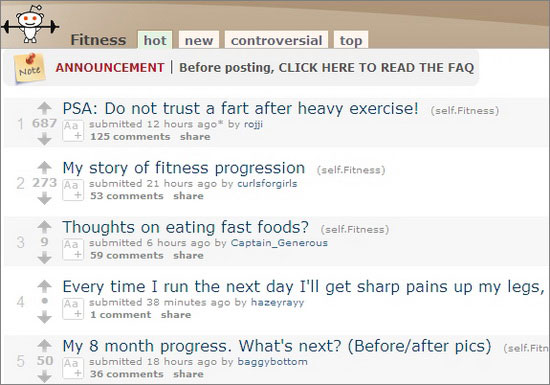 Fitness hot new controversial top
Note ANNOUNCEMENT | Before posting, CLICK HERE TO READ THE FAQ
PSA: Do not trust a fart after heavy exercise! (self.Fitness)
1 687 Aa+ submitted 12 hours ago* by rojji
125 comments share
My story of fitness progression (self.Fitness)
2 273 Aa+ submitted 21 hours ago by curlsforgirls
53 comments share
Thoughts on eating fast foods? (self.Fitness)
3 9 Aa+ submitted 6 hours ago by Captain_Generous
59 comments share
Every time I run the next day I'll get sharp pains up my legs,
4 • Aa+ submitted 38 minutes ago by hazeyrayy
1 comment share
My 8 month progress. What's next? (Before/after pics) (self.Fitn
5 50 Aa+ submitted 18 hours ago by baggybottom
36 comments share